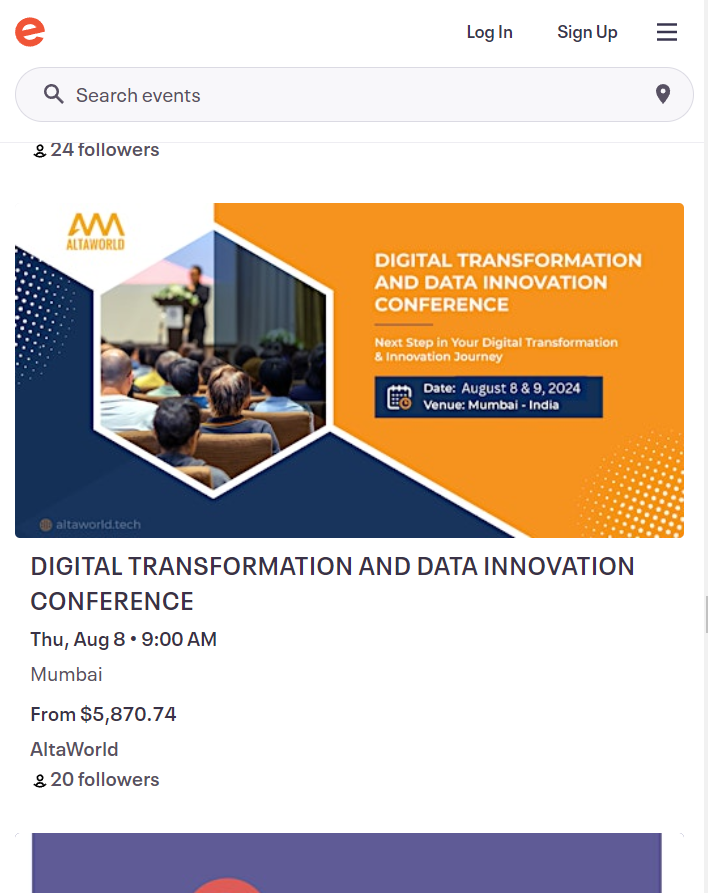 Log In
Sign Up
Search events
24 followers
ALTAWORLD
DIGITAL TRANSFORMATION
AND DATA INNOVATION
CONFERENCE
Next Step in Your Digital Transformation
& Innovation Journey
Date: August 8 & 9, 2024
Venue: Mumbai - India
altaworld.tech
DIGITAL TRANSFORMATION AND DATA INNOVATION
CONFERENCE
Thu, Aug 8 • 9:00 AM
Mumbai
From $5,870.74
AltaWorld
20 followers